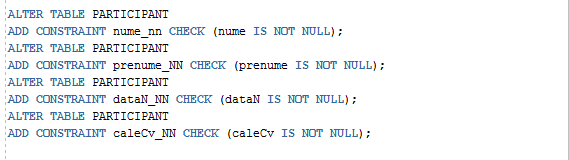 ALTER TABLE PARTICIPANT
ADD CONSTRAINT nume_nn CHECK (nume IS NOT NULL);
ALTER TABLE PARTICIPANT
ADD CONSTRAINT prenume_NN CHECK (prenume IS NOT NULL);
ALTER TABLE PARTICIPANT
ADD CONSTRAINT dataN_NN CHECK (dataN IS NOT NULL);
ALTER TABLE PARTICIPANT
ADD CONSTRAINT caleCv_NN CHECK (caleCv IS NOT NULL);